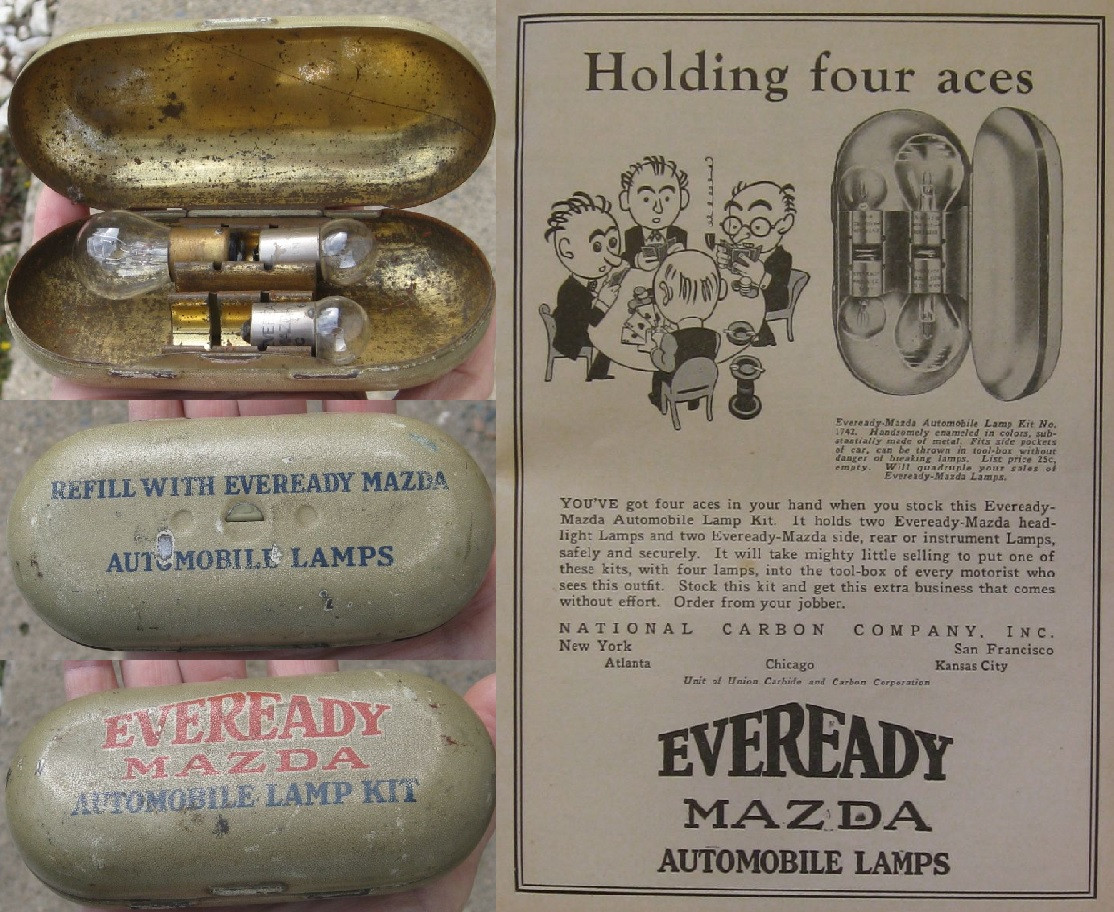 REFILL WITH EVEREADY MAZDA
AUTOMOBILE LAMPS
EVEREADY
MAZDA
AUTOMOBILE LAMP KIT
Holding four aces
Eveready-Mazda Automobile Lamp Kit No.
1742. Handsomely enameled in colors, sub-
stantially made of metal. Fits side pockets
of car, can be thrown in tool-box without
danger of breaking lamps. List price 25c,
empty. Will quadruple your sales of
Eveready-Mazda Lamps.
YOU'VE got four aces in your hand when you stock this Eveready-
Mazda Automobile Lamp Kit. It holds two Eveready-Mazda head-
light Lamps and two Eveready-Mazda side, rear or instrument Lamps,
safely and securely. It will take mighty little selling to put one of
these kits, with four lamps, into the tool-box of every motorist who
sees this outfit. Stock this kit and get this extra business that comes
without effort. Order from your jobber.
NATIONAL CARBON COMPANY, INC.
New York San Francisco
Atlanta Chicago Kansas City
Unit of Union Carbide and Carbon Corporation
EVEREADY
MAZDA
AUTOMOBILE LAMPS